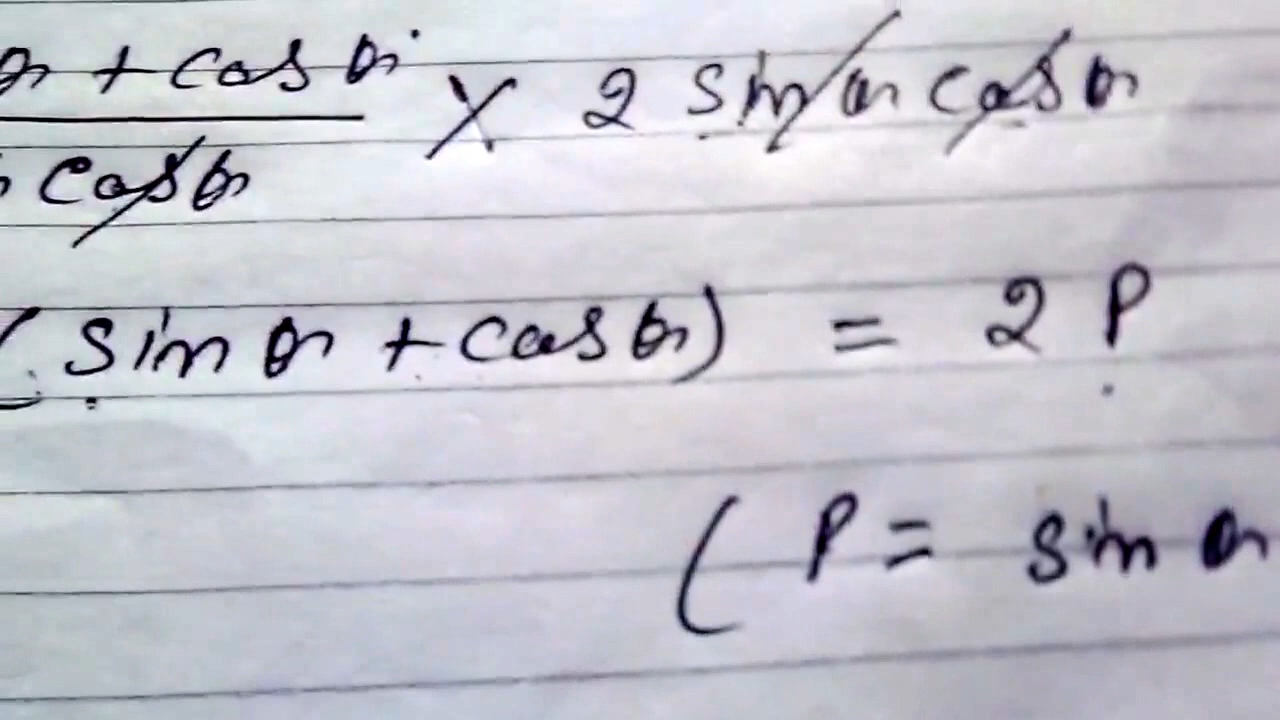 θ + cos θ × 2 sin θ cos θ
cos θ
(sin θ + cos θ) = 2 P
(P = sin θ